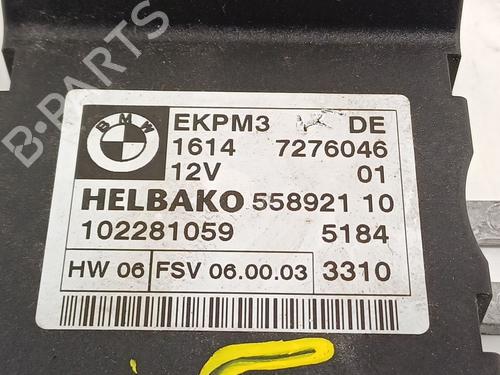 B-PARTS
BMW
EKPM3 DE
1614 7276046
12V 01
HELBAKO 558921 10
102281059 5184
HW 06 FSV 06.00.03 3310